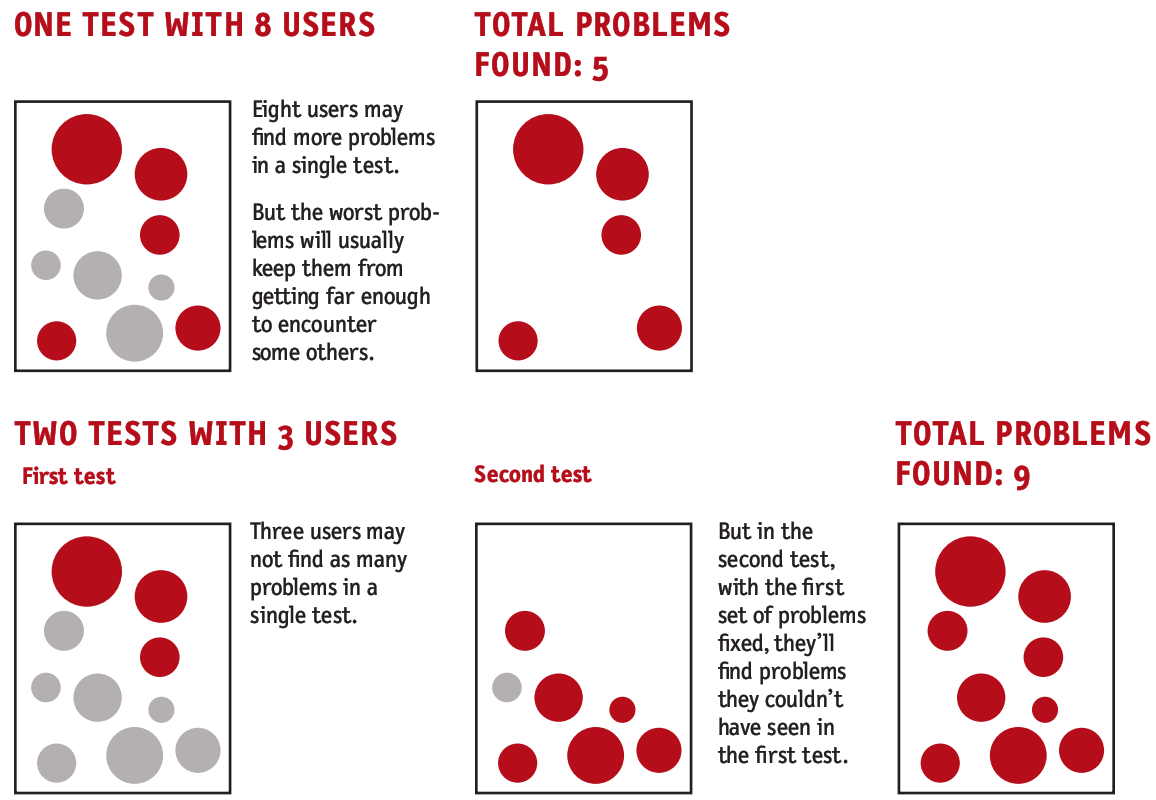 ONE TEST WITH 8 USERS
TOTAL PROBLEMS
FOUND: 5
Eight users may
find more problems
in a single test.
But the worst prob-
lems will usually
keep them from
getting far enough
to encounter
some others.
TWO TESTS WITH 3 USERS
TOTAL PROBLEMS
FOUND: 9
First test
Three users may
not find as many
problems in a
single test.
Second test
But in the
second test,
with the first
set of problems
fixed, they’ll
find problems
they couldn’t
have seen in
the first test.